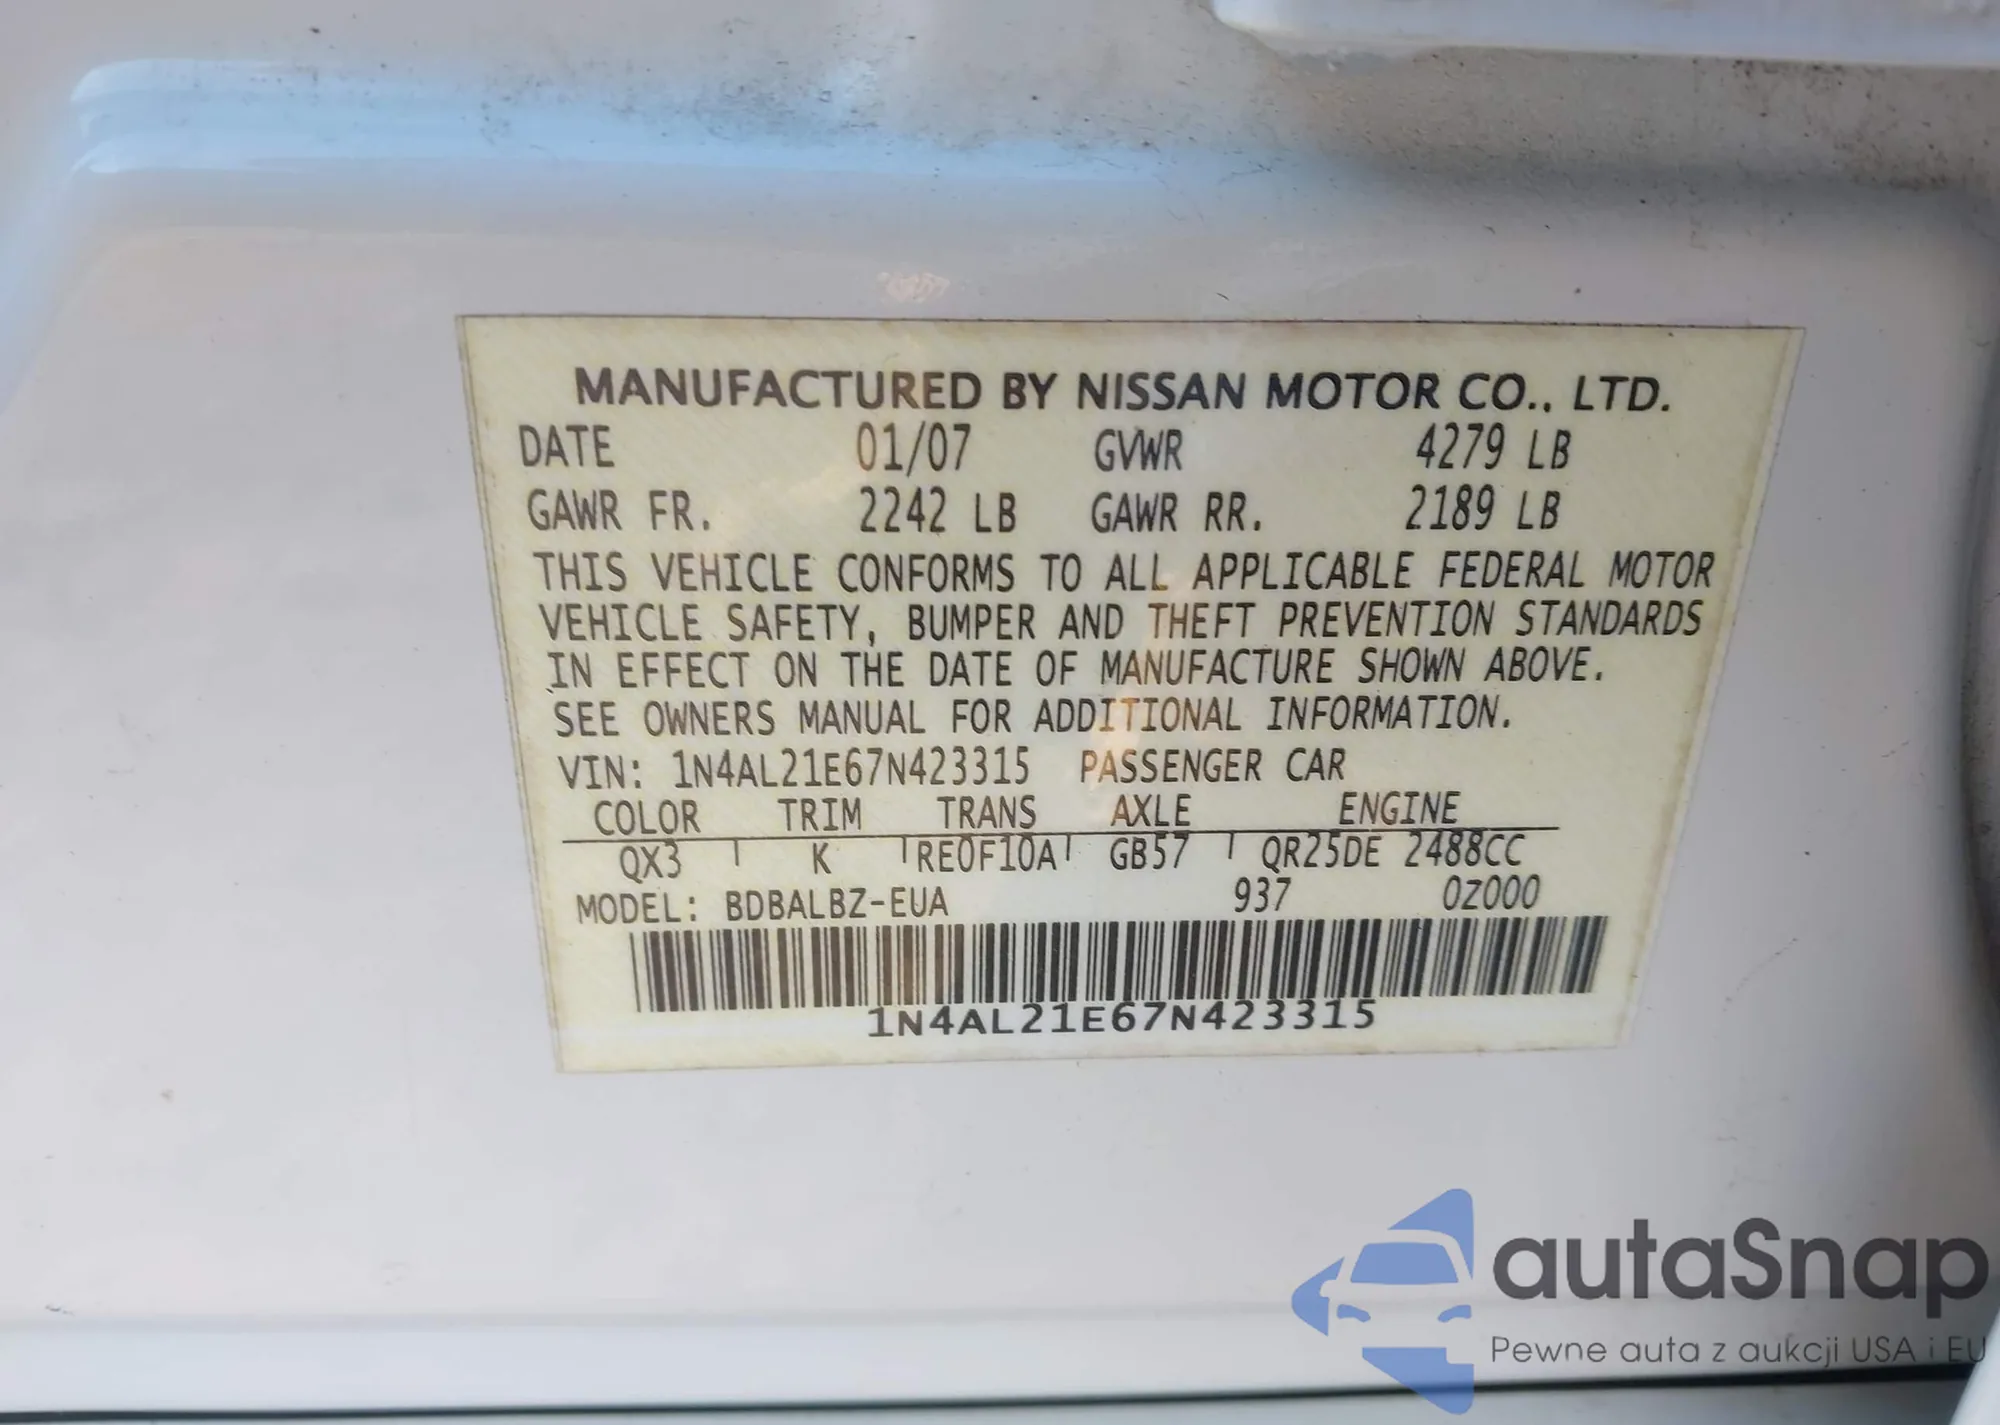 MANUFACTURED BY NISSAN MOTOR CO., LTD.
DATE 01/07 GVWR 4279 LB
GAWR FR. 2242 LB GAWR RR. 2189 LB
THIS VEHICLE CONFORMS TO ALL APPLICABLE FEDERAL MOTOR
VEHICLE SAFETY, BUMPER AND THEFT PREVENTION STANDARDS
IN EFFECT ON THE DATE OF MANUFACTURE SHOWN ABOVE.
SEE OWNERS MANUAL FOR ADDITIONAL INFORMATION.
VIN: 1N4AL21E67N423315 PASSENGER CAR
COLOR TRIM TRANS AXLE ENGINE
QX3 K RE0F10A GB57 QR25DE 2488CC
MODEL: BDBALBZ-EUA 937 0Z000
1N4AL21E67N423315
autaSnap
Pewne auta z aukcji USA i EU